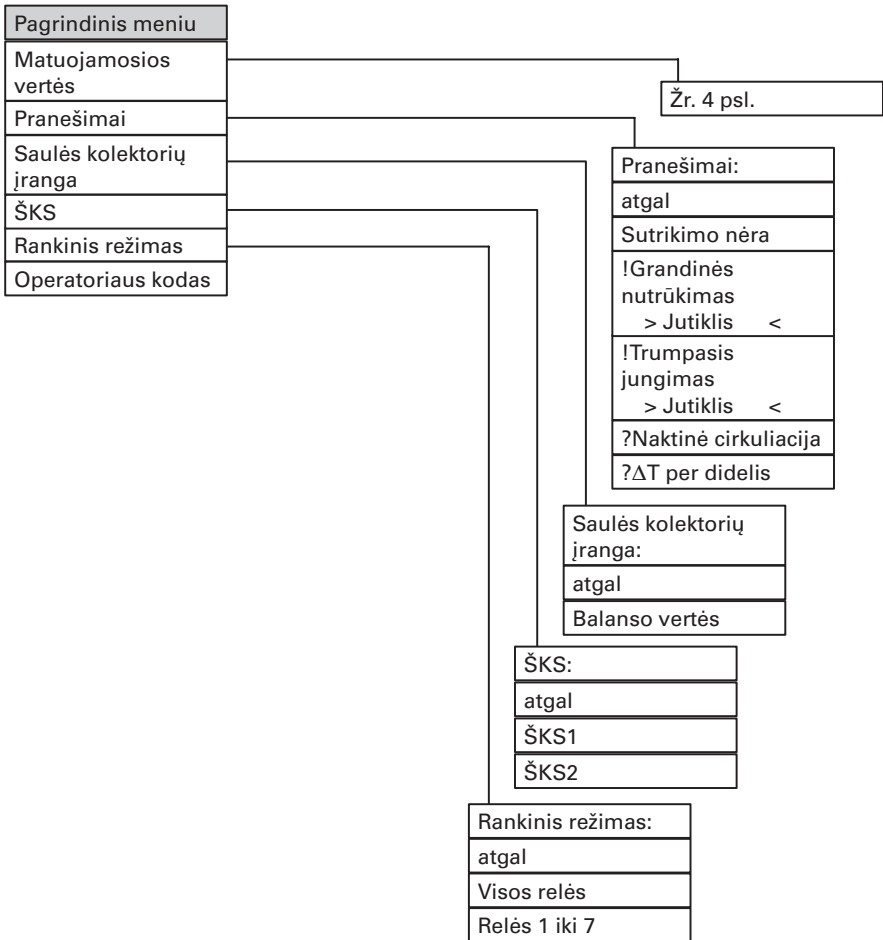 Pagrindinis meniu
Matuojamosios
vertės
Pranešimai
Saulės kolektorių
įranga
ŠKS
Rankinis režimas
Operatoriaus kodas
Žr. 4 psl.
Pranešimai:
atgal
Sutrikimo nėra
!Grandinės
nutrūkimas
> Jutiklis <
!Trumpasis
jungimas
> Jutiklis <
?Naktinė cirkuliacija
?∆T per didelis
Saulės kolektorių
įranga:
atgal
Balanso vertės
ŠKS:
atgal
ŠKS1
ŠKS2
Rankinis režimas:
atgal
Visos relės
Relės 1 iki 7